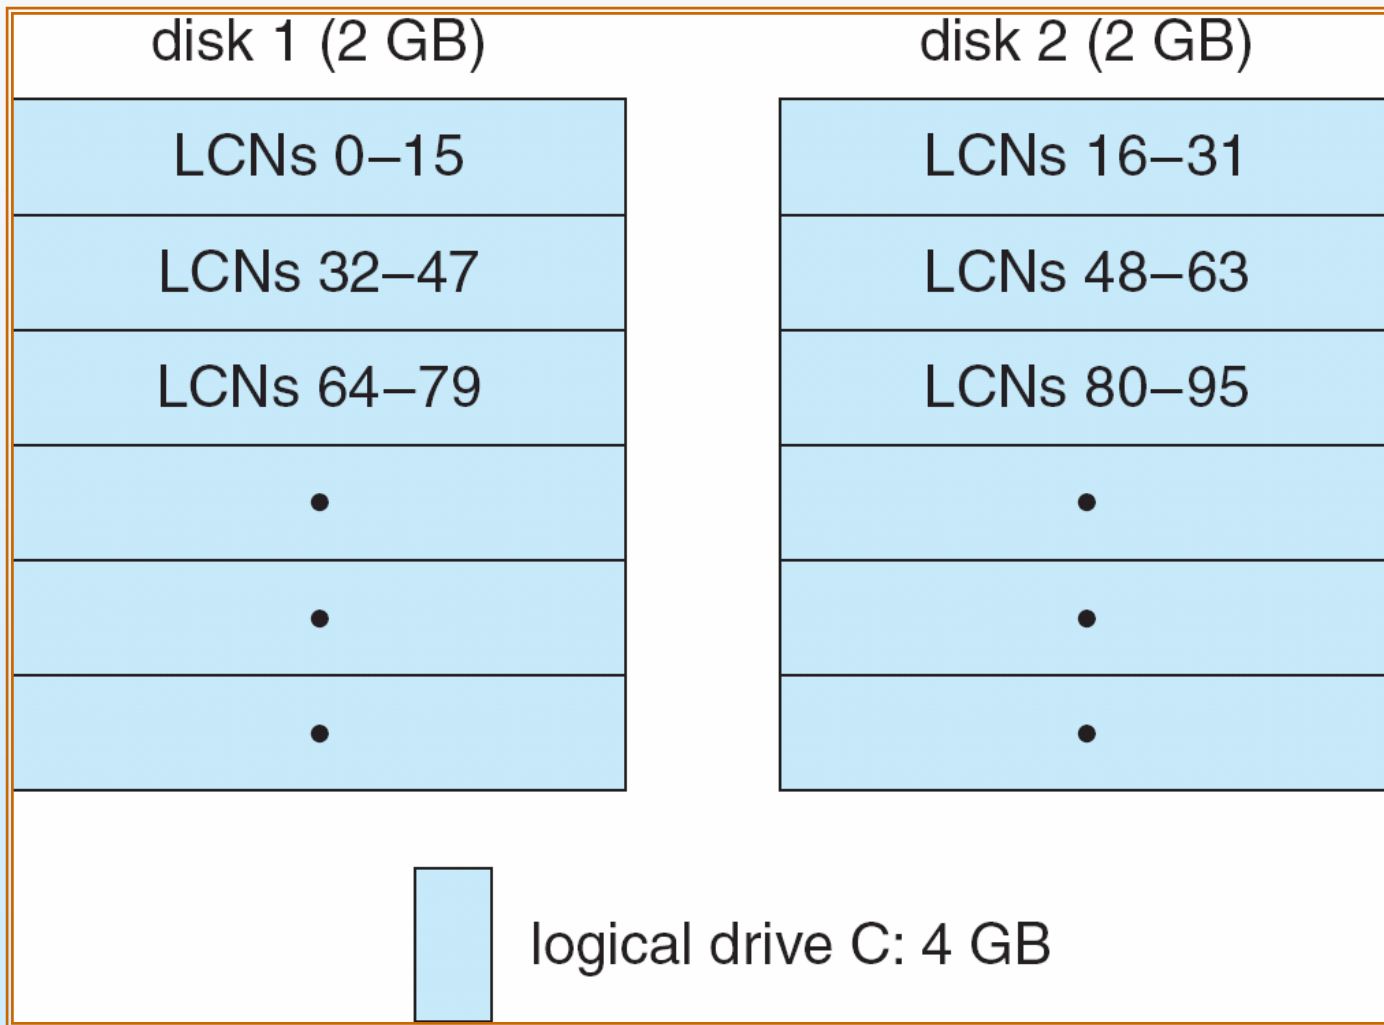 disk 1 (2 GB)
disk 2 (2 GB)
LCNs 0–15
LCNs 16–31
LCNs 32–47
LCNs 48–63
LCNs 64–79
LCNs 80–95
logical drive C: 4 GB